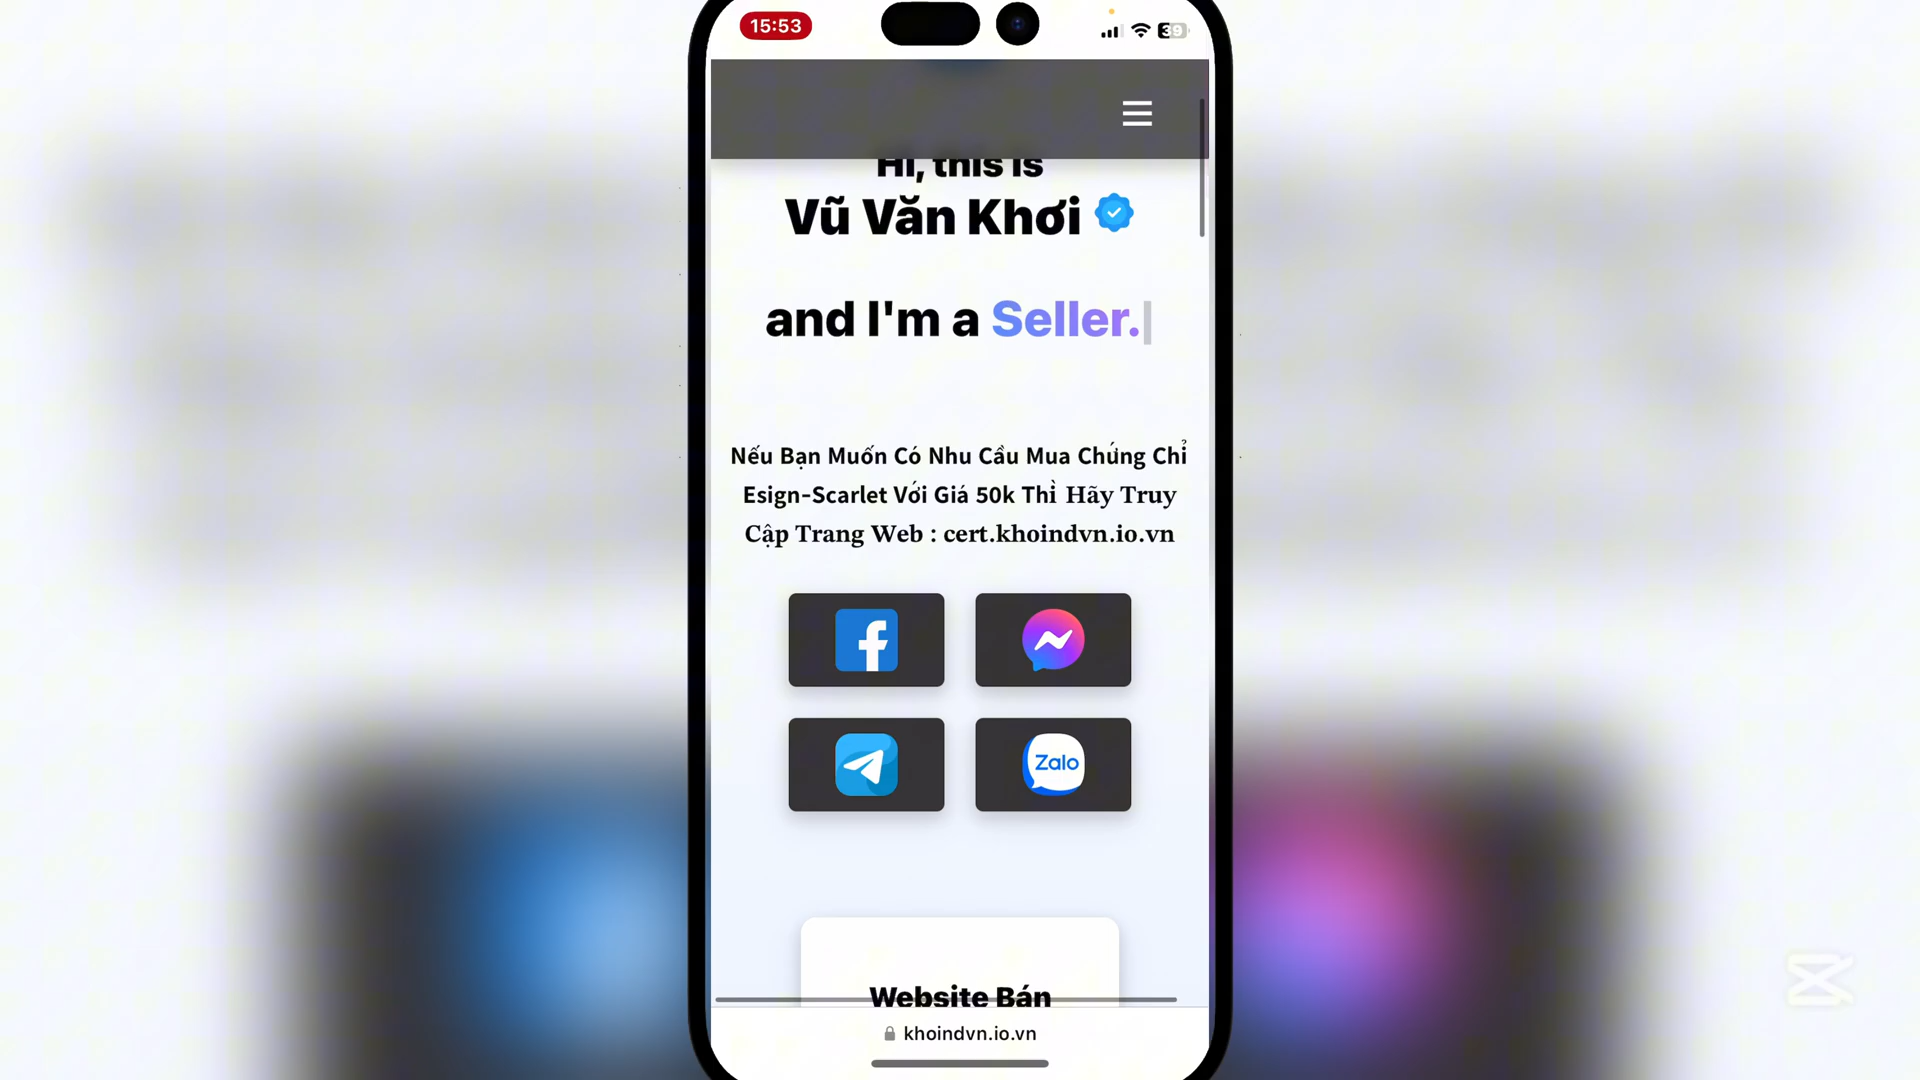 15:53
39
Hi, this is
Vũ Văn Khơi
and I'm a Seller.
Nếu Bạn Muốn Có Nhu Cầu Mua Chứng Chỉ
Esign-Scarlet Với Giá 50k Thì Hãy Truy
Cập Trang Web : cert.khoindvn.io.vn
Zalo
Website Bán
khoindvn.io.vn